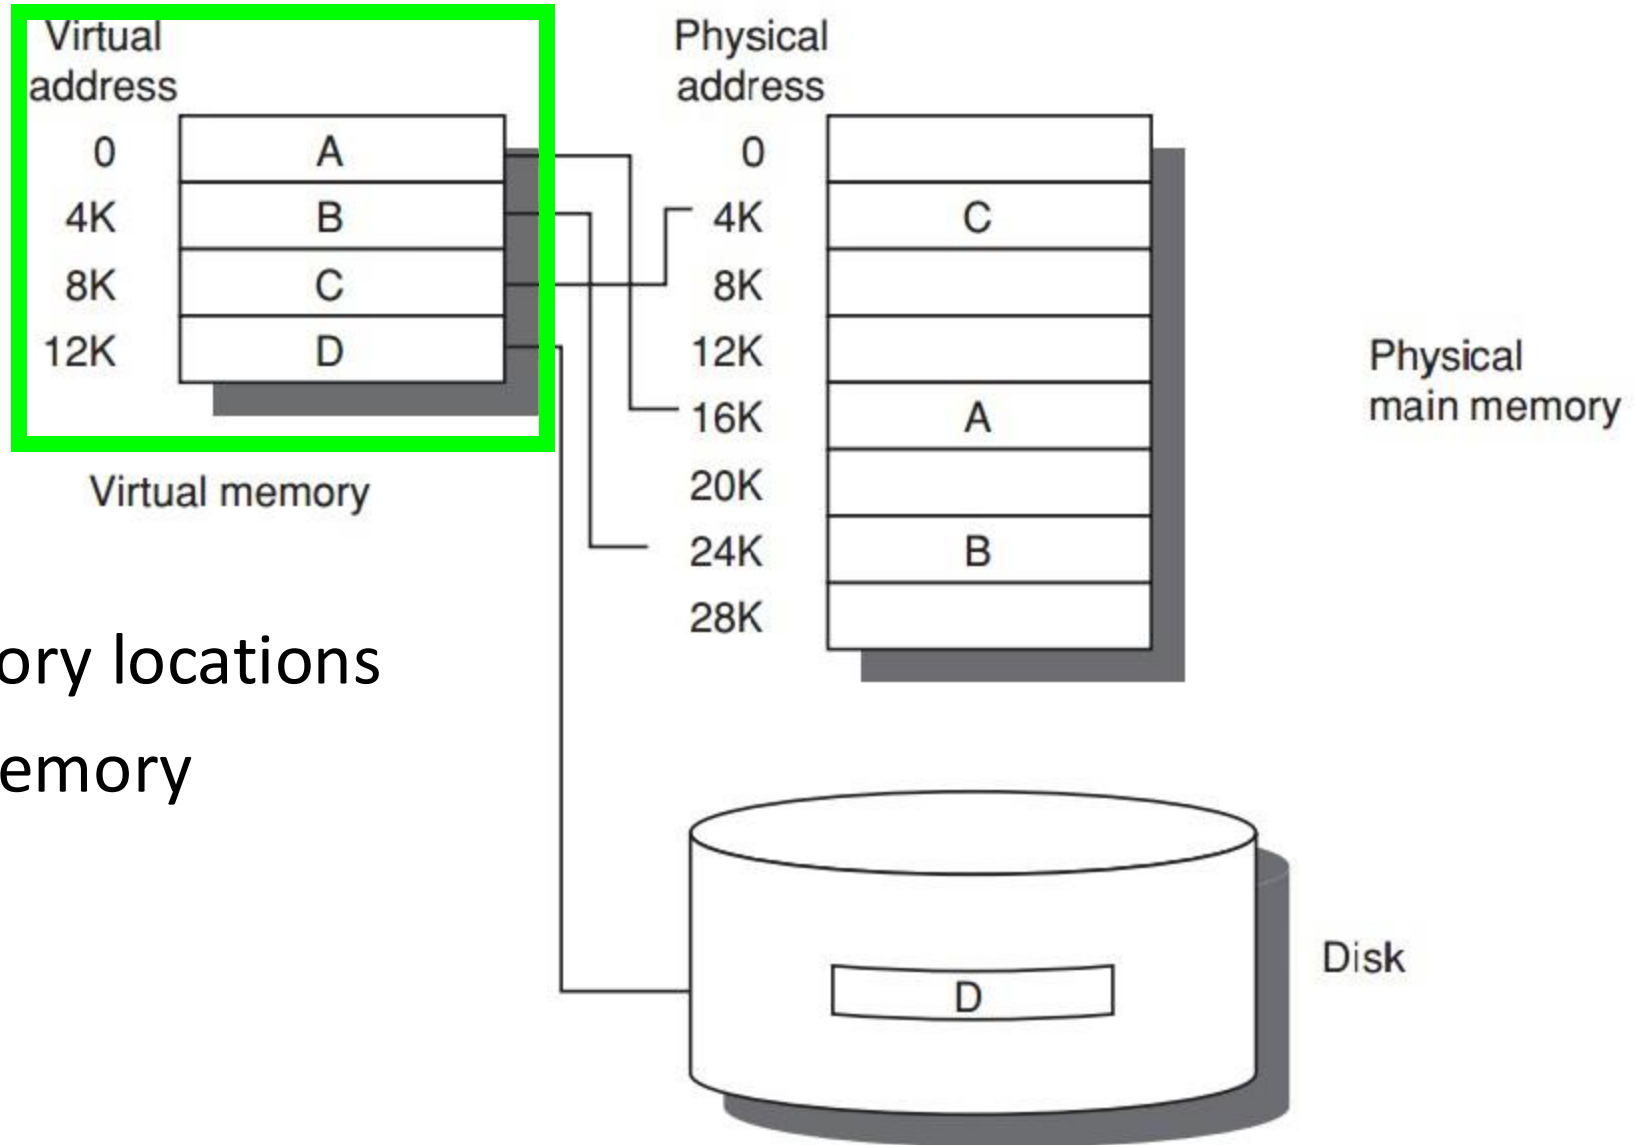 Virtual
address
0
A
4K
B
8K
C
12K
D
Virtual memory
Physical
address
0
4K
C
8K
12K
16K
A
20K
24K
B
28K
Physical
main memory
ory locations
emory
D
Disk